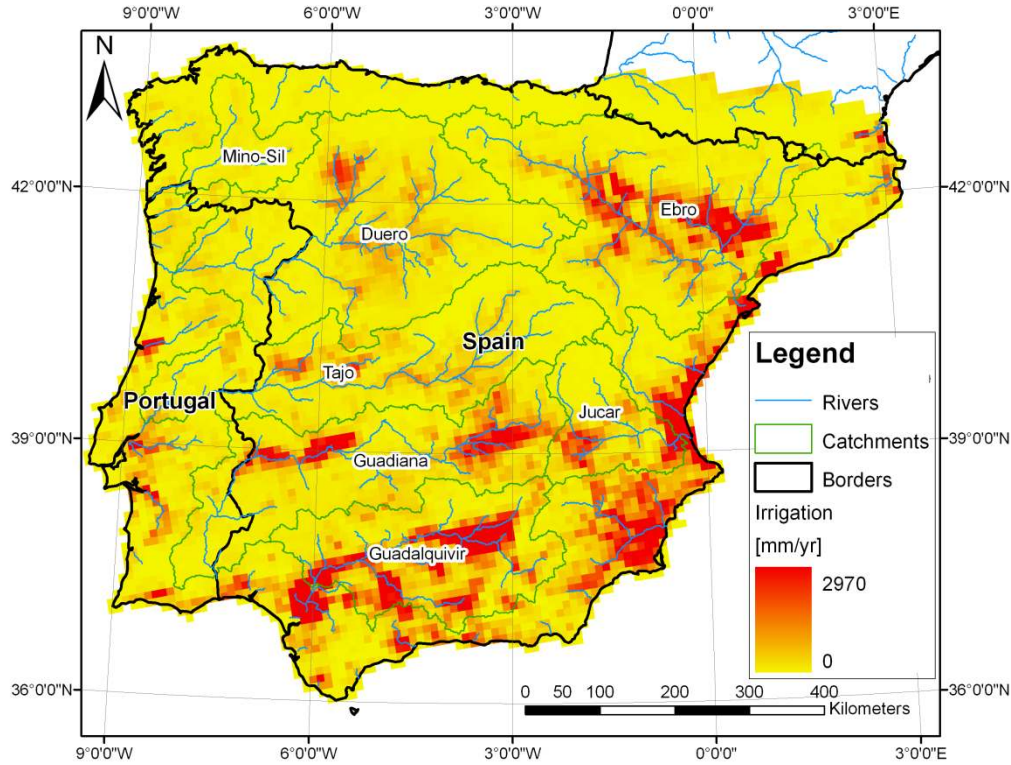 9°0'0"W 6°0'0"W 3°0'0"W 0°0'0" 3°0'0"E
N
Mino-Sil
42°0'0"N 42°0'0"N
Ebro
Duero
Spain
Tajo
Portugal
Jucar
39°0'0"N 39°0'0"N
Guadiana
Guadalquivir
Legend
Rivers
Catchments
Borders
Irrigation
[mm/yr]
2970
0
36°0'0"N 36°0'0"N
0 50 100 200 300 400
Kilometers
9°0'0"W 6°0'0"W 3°0'0"W 0°0'0" 3°0'0"E